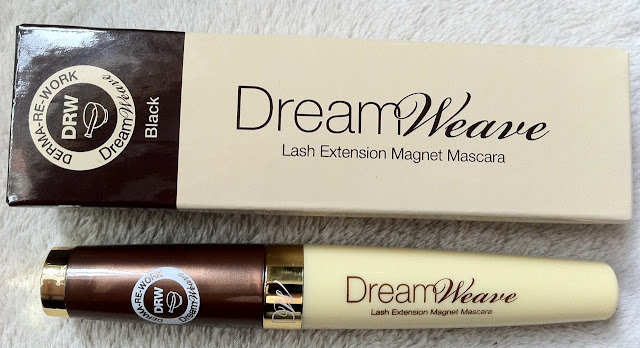 DERMA-RE-WORK
DRW
DreamWeave
Black
DreamWeave
Lash Extension Magnet Mascara
DERMA-RE-WORK
DRW
DreamWeave
DreamWeave
Lash Extension Magnet Mascara